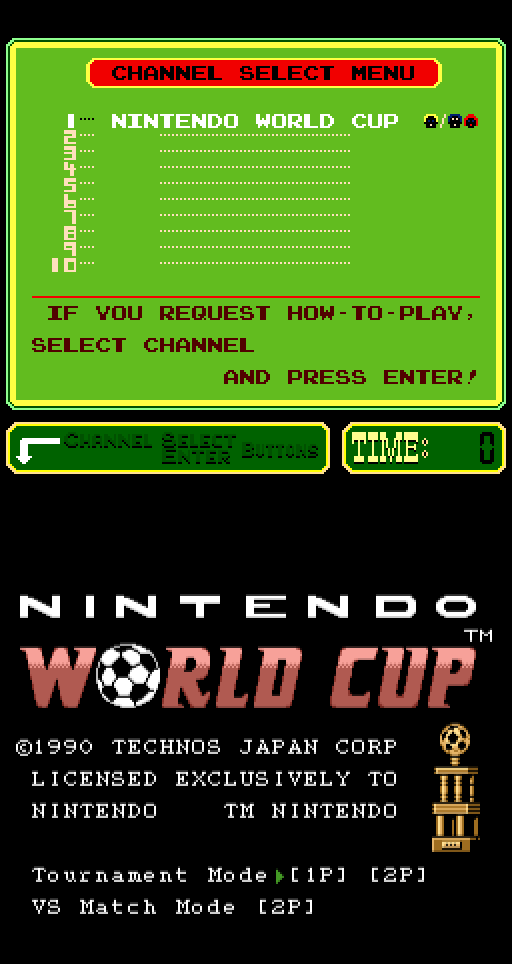 CHANNEL SELECT MENU
1 NINTENDO WORLD CUP /
2
3
4
5
6
7
8
9
10
IF YOU REQUEST HOW-TO-PLAY,
SELECT CHANNEL
AND PRESS ENTER!
CHANNEL SELECT
ENTER BUTTONS
TIME: 0
NINTENDO
WORLD CUP TM
©1990 TECHNOS JAPAN CORP
LICENSED EXCLUSIVELY TO
NINTENDO TM NINTENDO
Tournament Mode [1P] [2P]
VS Match Mode [2P]